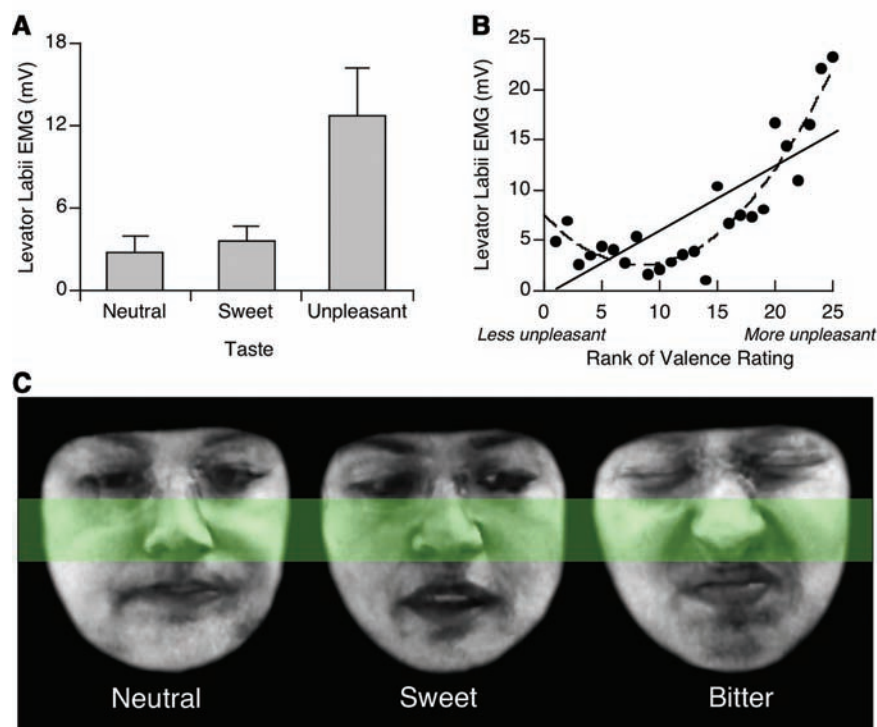 A
Levator Labii EMG (mV)
18
12
6
0
Neutral Sweet Unpleasant
Taste
B
Levator Labii EMG (mV)
25
20
15
10
5
0
0 5 10 15 20 25
Less unpleasant More unpleasant
Rank of Valence Rating
C
Neutral Sweet Bitter